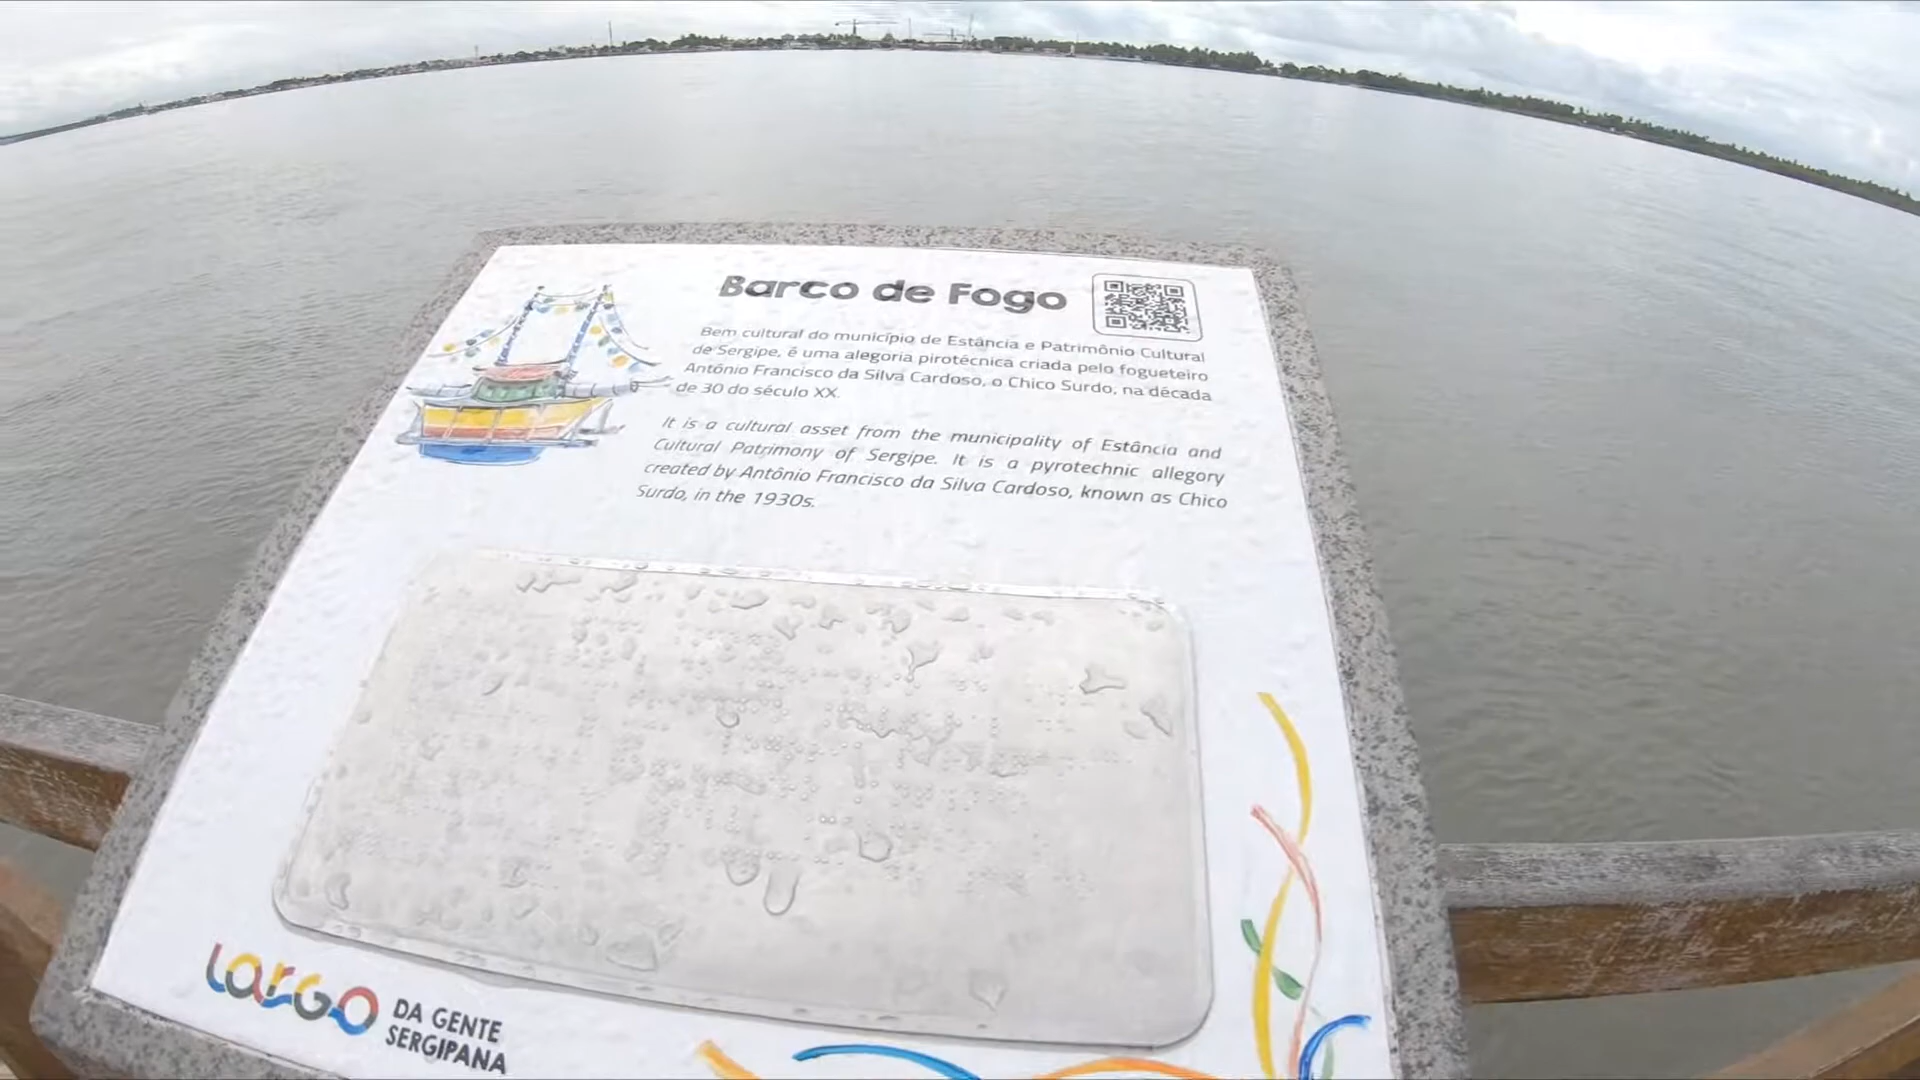 Barco de Fogo
Bem cultural do município de Estância e Patrimônio Cultural
de Sergipe, é uma alegoria pirotécnica criada pelo fogueteiro
Antônio Francisco da Silva Cardoso, o Chico Surdo, na década
de 30 do século XX.
It is a cultural asset from the municipality of Estância and
Cultural Patrimony of Sergipe. It is a pyrotechnic allegory
created by Antônio Francisco da Silva Cardoso, known as Chico
Surdo, in the 1930s.
LARGO
DA GENTE
SERGIPANA